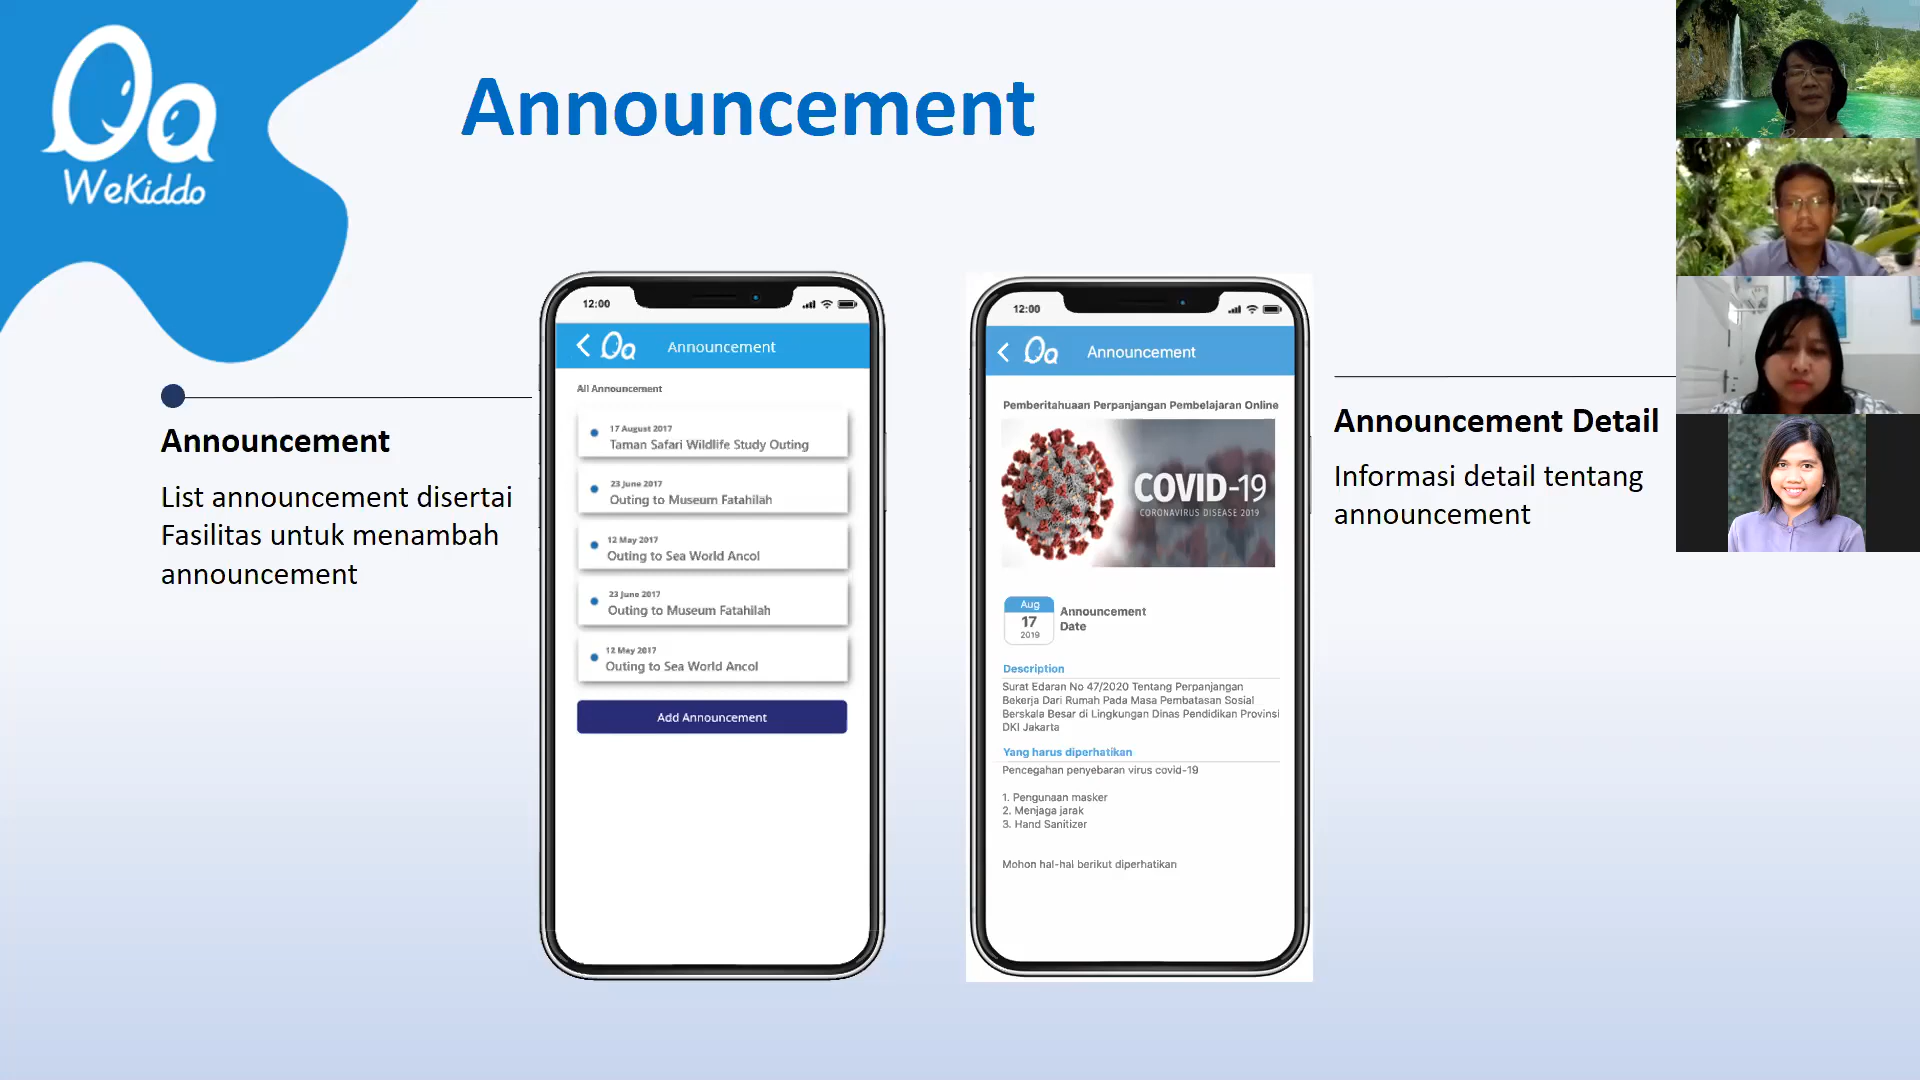 WeKiddo
Announcement
Announcement
List announcement disertai
Fasilitas untuk menambah
announcement
12:00
Announcement
All Announcement
17 August 2017
Taman Safari Wildlife Study Outing
23 June 2017
Outing to Museum Fatahilah
12 May 2017
Outing to Sea World Ancol
23 June 2017
Outing to Museum Fatahilah
12 May 2017
Outing to Sea World Ancol
Add Announcement
12:00
Announcement
Pemberitahuaan Perpanjangan Pembelajaran Online
COVID-19
CORONAVIRUS DISEASE 2019
Aug
17
2019
Announcement
Date
Description
Surat Edaran No 47/2020 Tentang Perpanjangan
Bekerja Dari Rumah Pada Masa Pembatasan Sosial
Berskala Besar di Lingkungan Dinas Pendidikan Provinsi
DKI Jakarta
Yang harus diperhatikan
Pencegahan penyebaran virus covid-19
1. Pengunaan masker
2. Menjaga jarak
3. Hand Sanitizer
Mohon hal-hal berikut diperhatikan
Announcement Detail
Informasi detail tentang
announcement